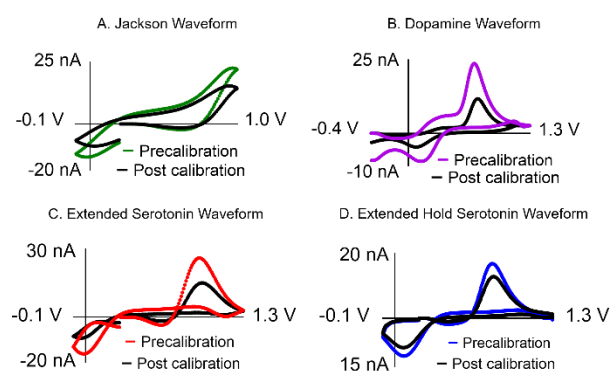 A. Jackson Waveform
25 nA
-0.1 V
1.0 V
-20 nA
Precalibration
Post calibration
B. Dopamine Waveform
25 nA
-0.4 V
1.3 V
-10 nA
Precalibration
Post calibration
C. Extended Serotonin Waveform
30 nA
-0.1 V
1.3 V
-20 nA
Precalibration
Post calibration
D. Extended Hold Serotonin Waveform
20 nA
-0.1 V
1.3 V
15 nA
Precalibration
Post calibration